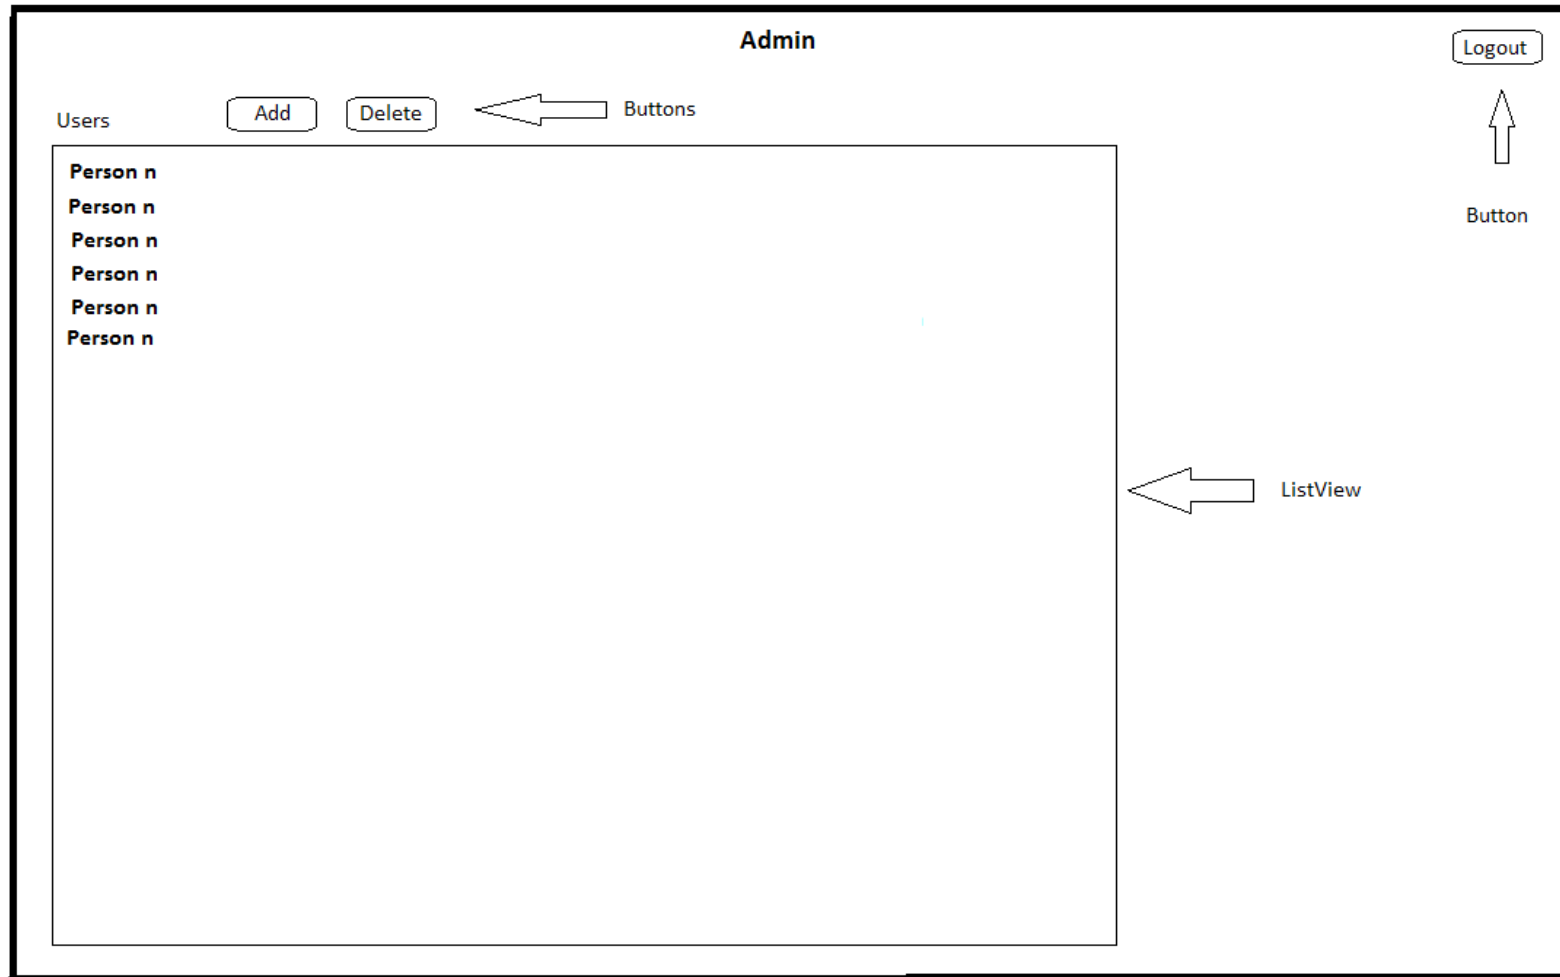 Admin
Logout
Users
Add
Delete
Buttons
Button
Person n
Person n
Person n
Person n
Person n
Person n
ListView